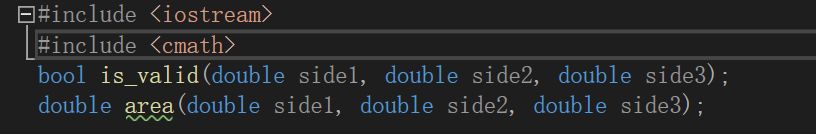 #include <iostream>
#include <cmath>
bool is_valid(double side1, double side2, double side3);
double area(double side1, double side2, double side3);